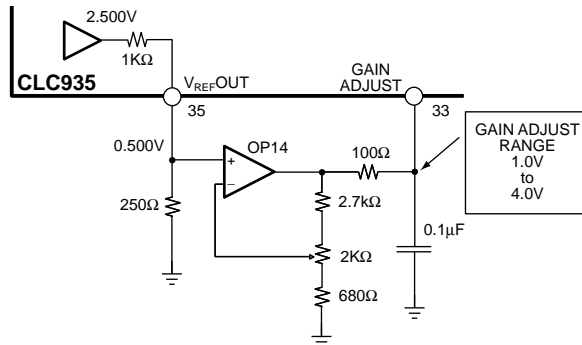 2.500V
1KΩ
CLC935
VREFOUT
GAIN
ADJUST
35
33
0.500V
OP14
+
−
100Ω
GAIN ADJUST
RANGE
1.0V
to
4.0V
250Ω
2.7kΩ
0.1µF
2KΩ
680Ω